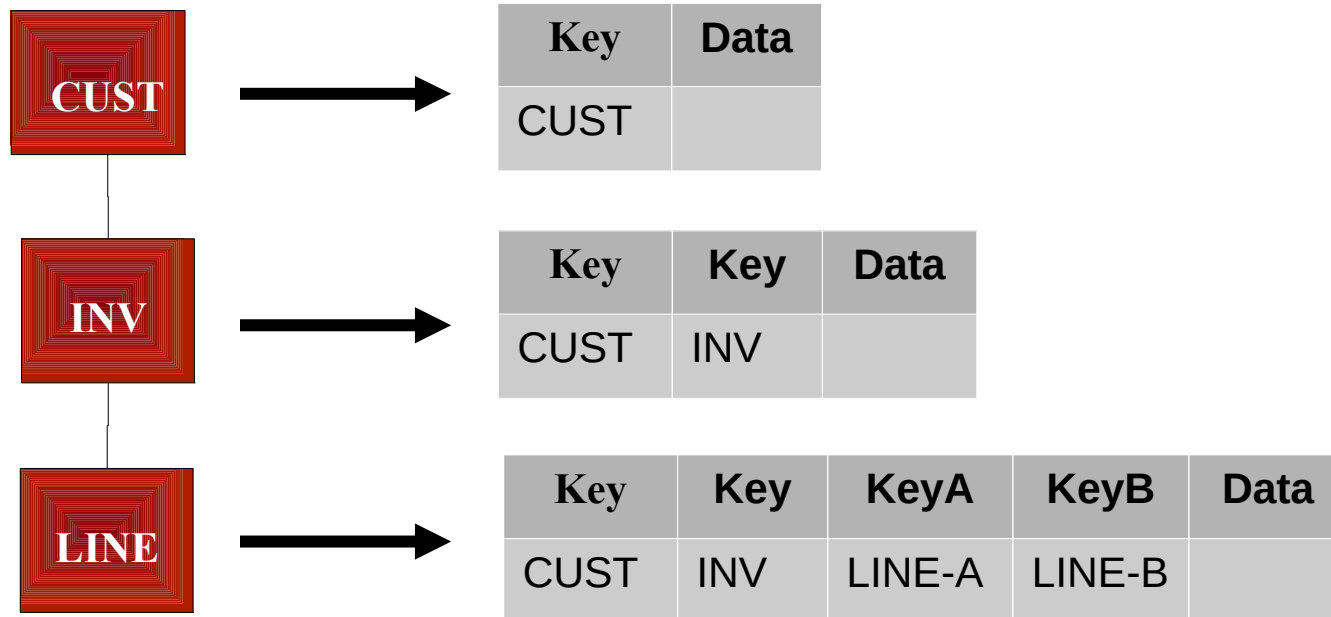 CUST
Key Data
CUST
INV
Key Key Data
CUST INV
LINE
Key Key KeyA KeyB Data
CUST INV LINE-A LINE-B